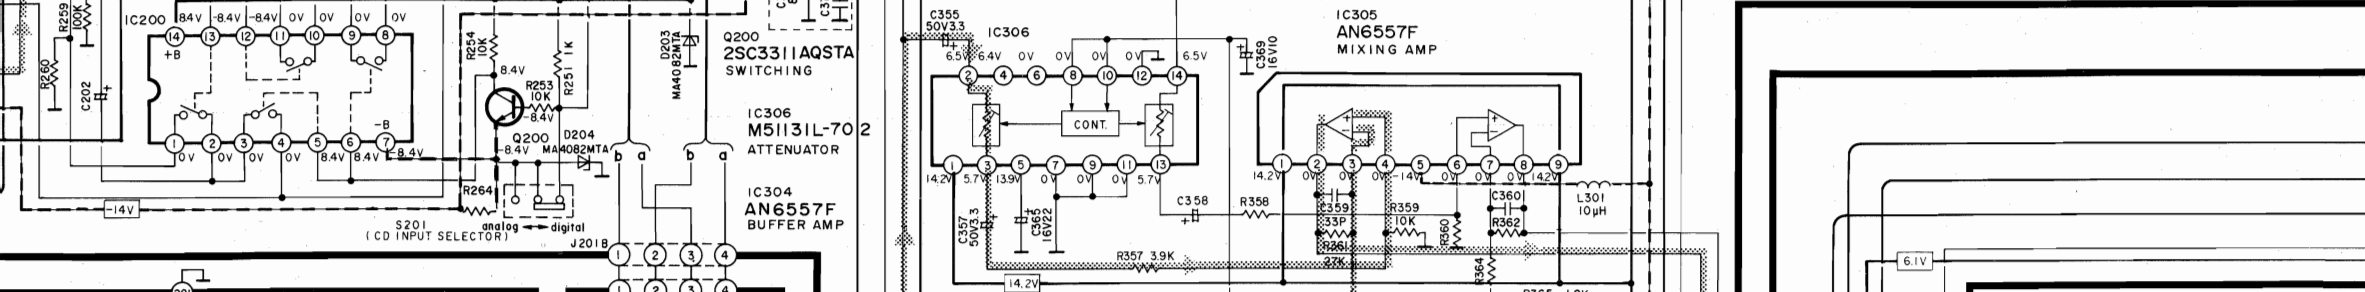 IC200
8.4V -8.4V -8.4V 0V 0V 0V 0V
14 13 12 11 10 9 8
+B
R259
100K
R260
C202
-B
1 2 3 4 5 6 7
0V 0V 0V 0V 8.4V 8.4V -8.4V
-14V
R254
10K
8.4V
R253
10K
-8.4V
R251 1K
Q200
-8.4V
D204
MA4082MTA
R264
S201
(CD INPUT SELECTOR)
analog digital
J201B
b a b a
1 2 3 4
1 2 3 4
D203
MA4082MTA
Q200
2SC3311AQSTA
SWITCHING
IC306
M51131L-702
ATTENUATOR
IC304
AN6557F
BUFFER AMP
C355
50V3.3
IC306
6.5V 6.4V 0V 0V 0V 0V 6.5V
2 4 6 8 10 12 14
C369
16V10
CONT.
1 3 5 7 9 11 13
14.2V 5.7V 13.9V 0V 0V 0V 5.7V
C357
50V3.3
C365
16V22
C358
R358
R357 3.9K
14.2V
IC305
AN6557F
MIXING AMP
1 2 3 4 5 6 7 8 9
14.2V 0V 0V 0V -14V 0V 0V 0V 14.2V
C359
33P
R361
27K
R359
10K
R360
C360
R362
R364
L301
10μH
6.1V